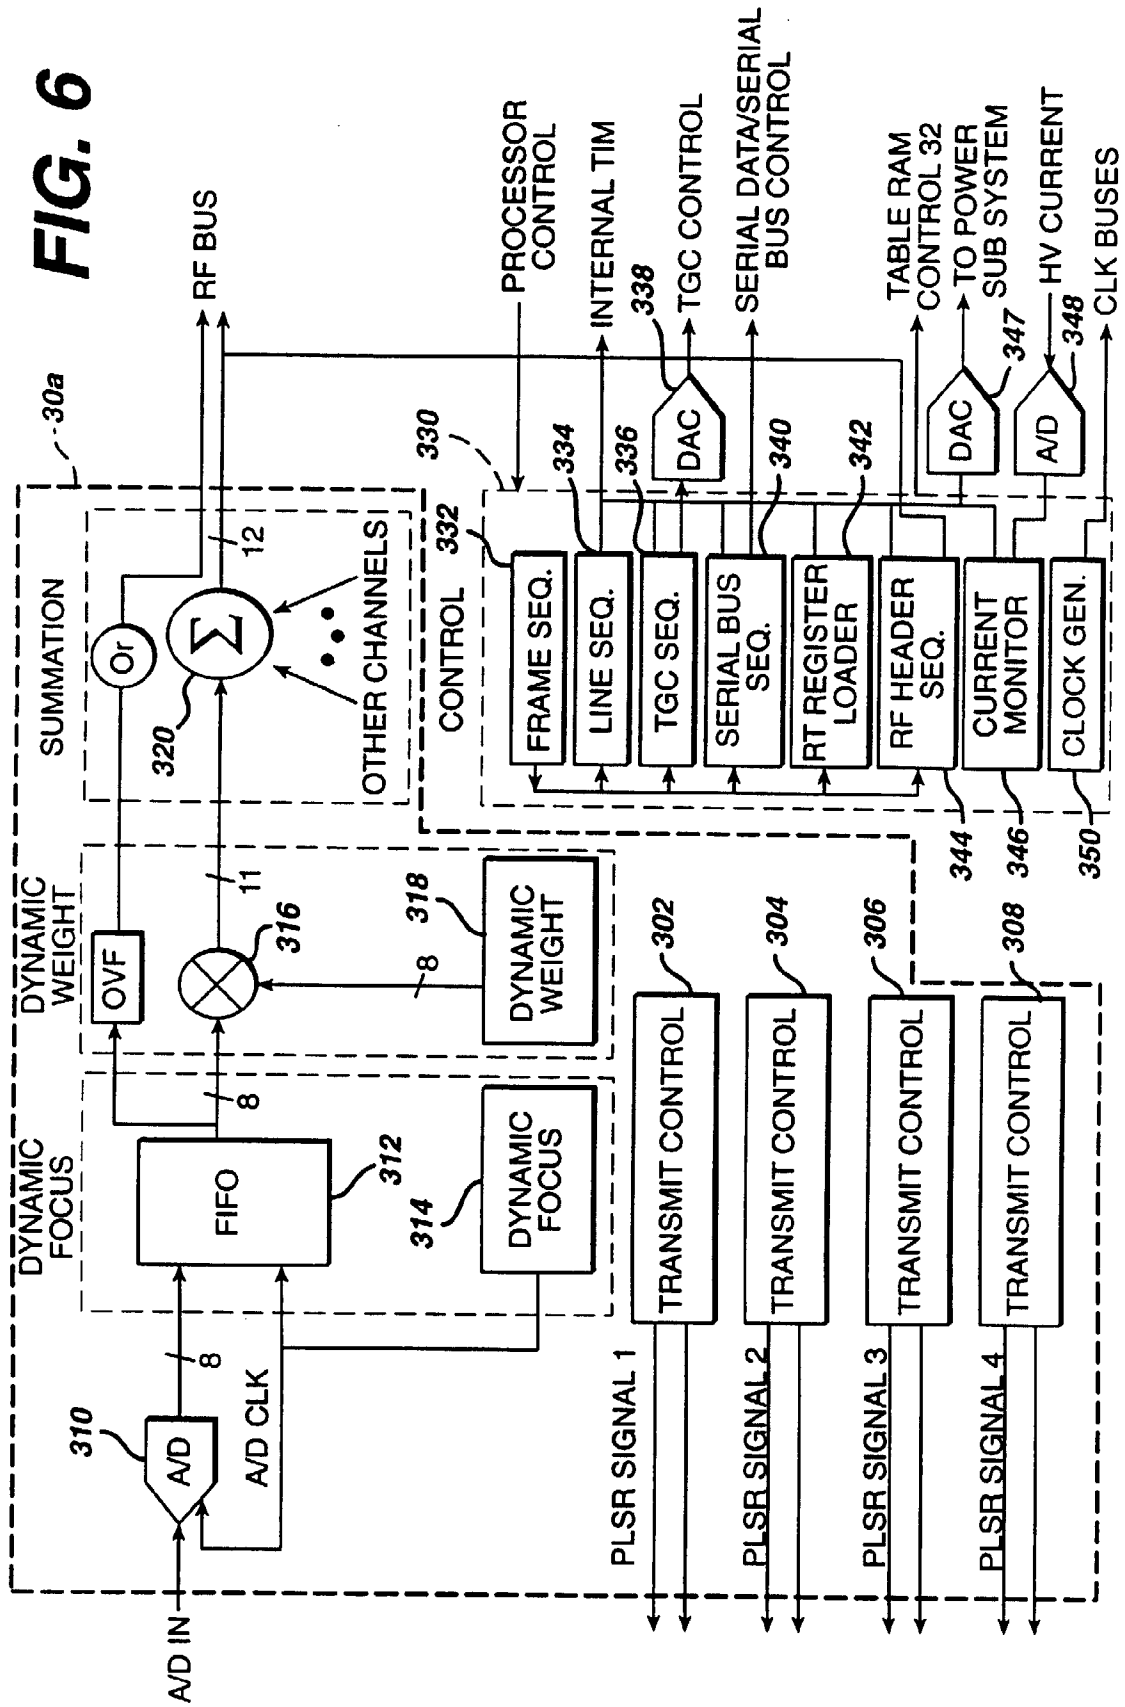 FIG. 6
30a
DYNAMIC
FOCUS
DYNAMIC
WEIGHT
SUMMATION
A/D IN
310
A/D
8
A/D CLK
FIFO
312
314
DYNAMIC
FOCUS
8
OVF
316
11
8
318
DYNAMIC
WEIGHT
Or
320
Σ
12
OTHER CHANNELS
RF BUS
PLSR SIGNAL 1
TRANSMIT CONTROL
302
PLSR SIGNAL 2
TRANSMIT CONTROL
304
PLSR SIGNAL 3
TRANSMIT CONTROL
306
PLSR SIGNAL 4
TRANSMIT CONTROL
308
CONTROL
330
PROCESSOR
CONTROL
332
FRAME SEQ.
334
LINE SEQ.
INTERNAL TIM
336
TGC SEQ.
DAC
338
TGC CONTROL
SERIAL BUS
SEQ.
340
SERIAL DATA/SERIAL
BUS CONTROL
RT REGISTER
LOADER
342
RF HEADER
SEQ.
344
TABLE RAM
CONTROL 32
CURRENT
MONITOR
346
DAC
347
TO POWER
SUB SYSTEM
A/D
348
HV CURRENT
CLOCK GEN.
350
CLK BUSES